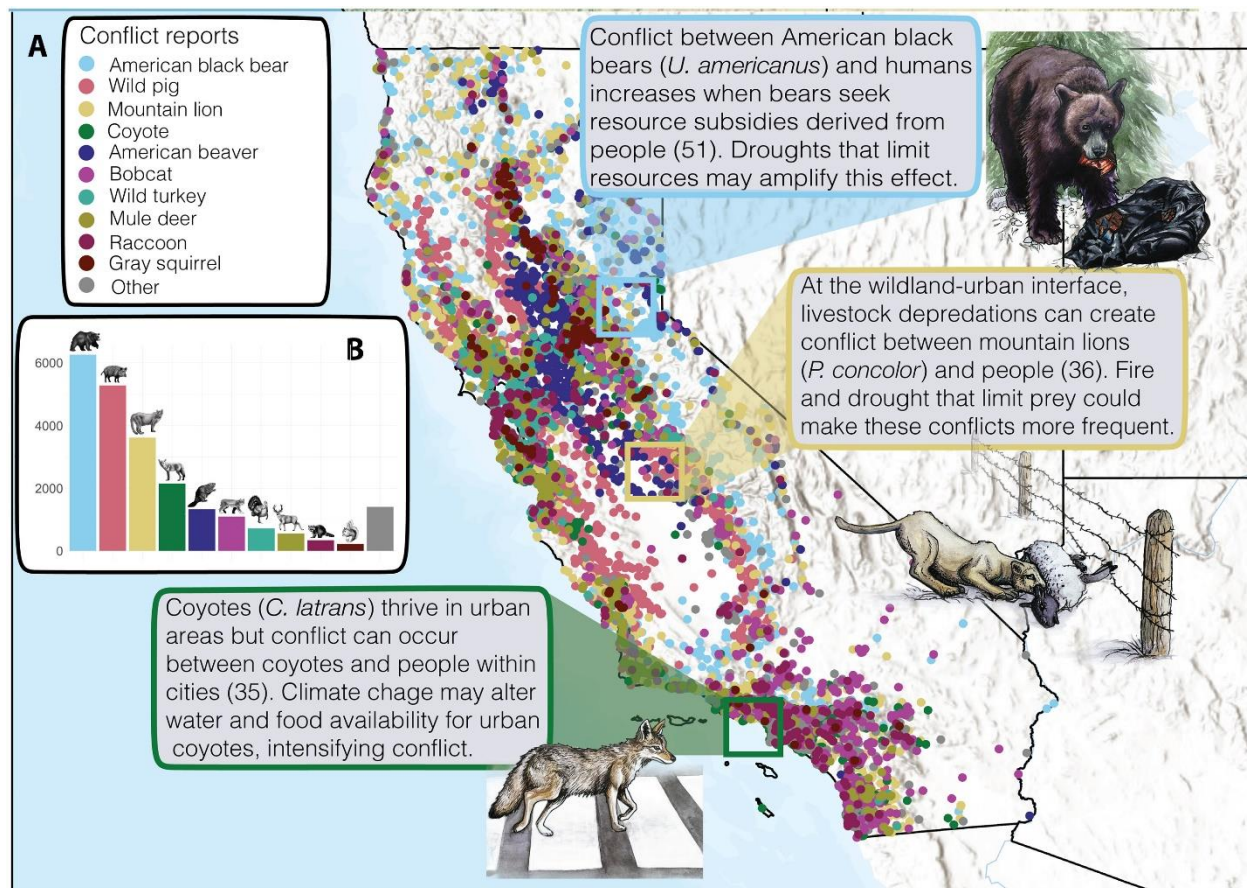 A
Conflict reports
American black bear
Wild pig
Mountain lion
Coyote
American beaver
Bobcat
Wild turkey
Mule deer
Raccoon
Gray squirrel
Other
B
6000
4000
2000
0
Conflict between American black
bears (U. americanus) and humans
increases when bears seek
resource subsidies derived from
people (51). Droughts that limit
resources may amplify this effect.
At the wildland-urban interface,
livestock depredations can create
conflict between mountain lions
(P. concolor) and people (36). Fire
and drought that limit prey could
make these conflicts more frequent.
Coyotes (C. latrans) thrive in urban
areas but conflict can occur
between coyotes and people within
cities (35). Climate chage may alter
water and food availability for urban
coyotes, intensifying conflict.